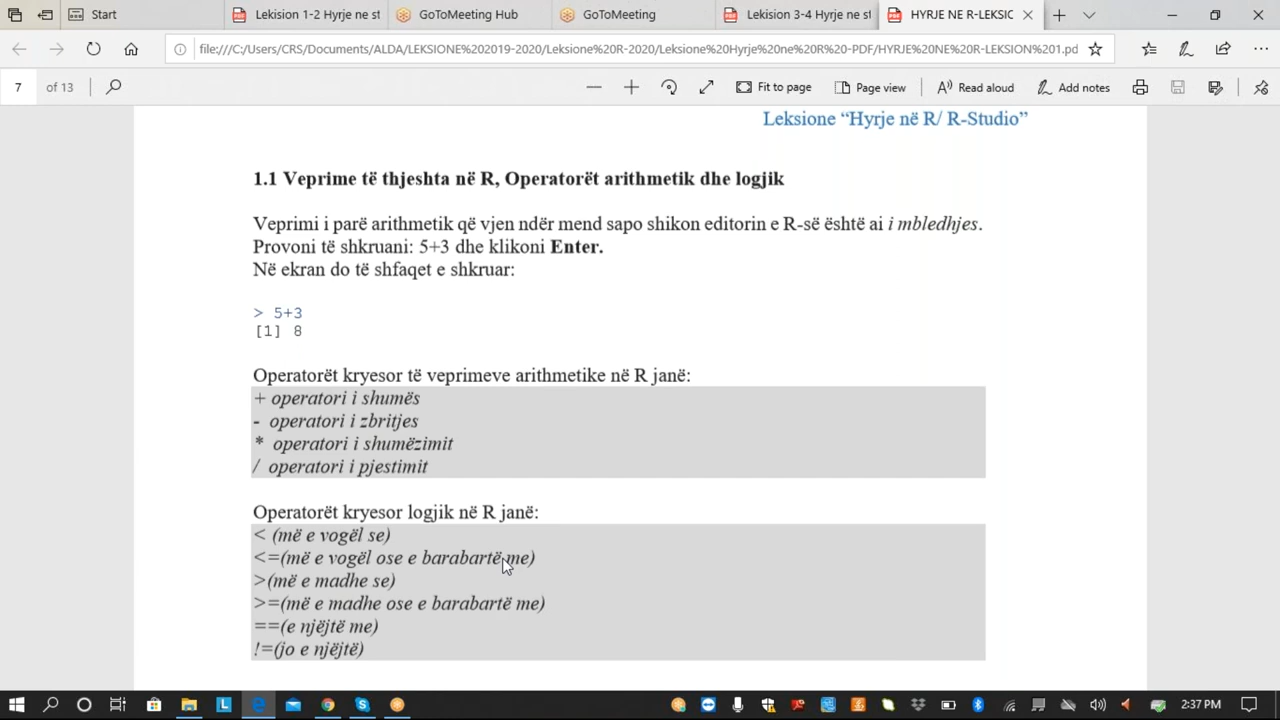 Start
Lekision 1-2 Hyrje ne st
GoToMeeting Hub
GoToMeeting
Lekision 3-4 Hyrje ne st
HYRJE NE R-LEKSIC
file:///C:/Users/CRS/Documents/ALDA/LEKSIONE%202019-2020/Leksione%20R-2020/Leksione%20Hyrje%20ne%20R%20-PDF/HYRJE%20NE%20R-LEKSION%201.pd
7 of 13
Fit to page
Page view
Read aloud
Add notes
Leksione “Hyrje në R/ R-Studio”
1.1 Veprime të thjeshta në R, Operatorët arithmetik dhe logjik
Veprimi i parë arithmetik që vjen ndër mend sapo shikon editorin e R-së është ai i mbledhjes.
Provoni të shkruani: 5+3 dhe klikoni Enter.
Në ekran do të shfaqet e shkruar:
> 5+3
[1] 8
Operatorët kryesor të veprimeve arithmetike në R janë:
+ operatori i shumës
- operatori i zbritjes
* operatori i shumëzimit
/ operatori i pjestimit
Operatorët kryesor logjik në R janë:
< (më e vogël se)
<=(më e vogël ose e barabartë me)
>(më e madhe se)
>=(më e madhe ose e barabartë me)
==(e njëjtë me)
!=(jo e njëjtë)
2:37 PM